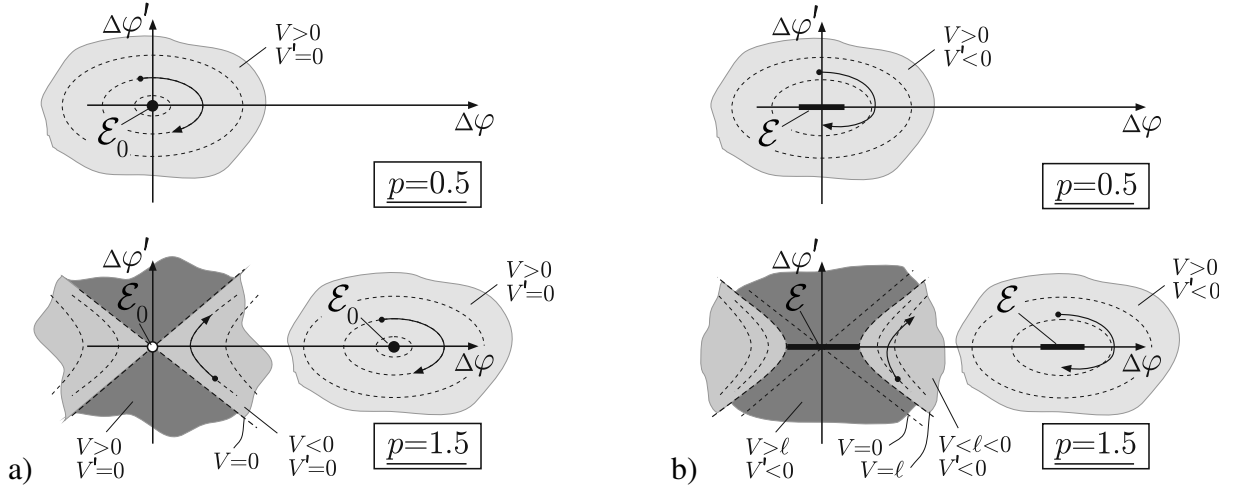 Δφ'
V>0
V'=0
ℰ₀
Δφ
p=0.5
Δφ'
V>0
V'<0
ℰ
Δφ
p=0.5
Δφ'
ℰ₀
ℰ₀
V>0
V'=0
Δφ
V>0
V'=0
V=0
V<0
V'=0
p=1.5
a)
Δφ'
ℰ
ℰ
V>0
V'<0
Δφ
V>ℓ
V'<0
V=0
V=ℓ
V<ℓ<0
V'<0
p=1.5
b)